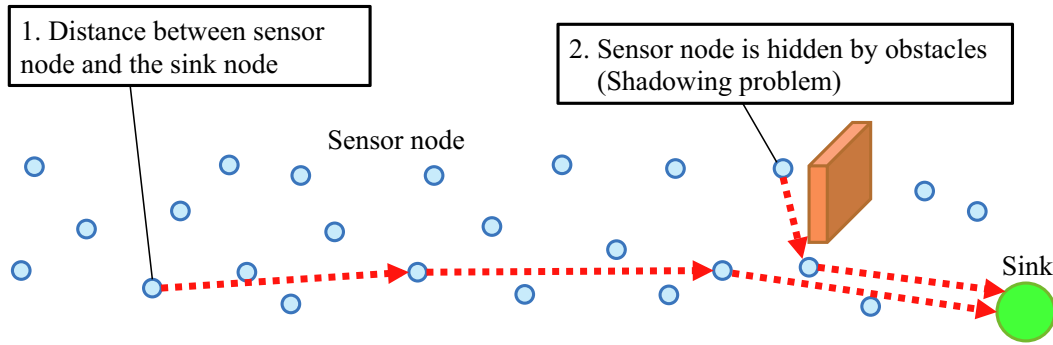 1. Distance between sensor
node and the sink node
2. Sensor node is hidden by obstacles
(Shadowing problem)
Sensor node
Sink